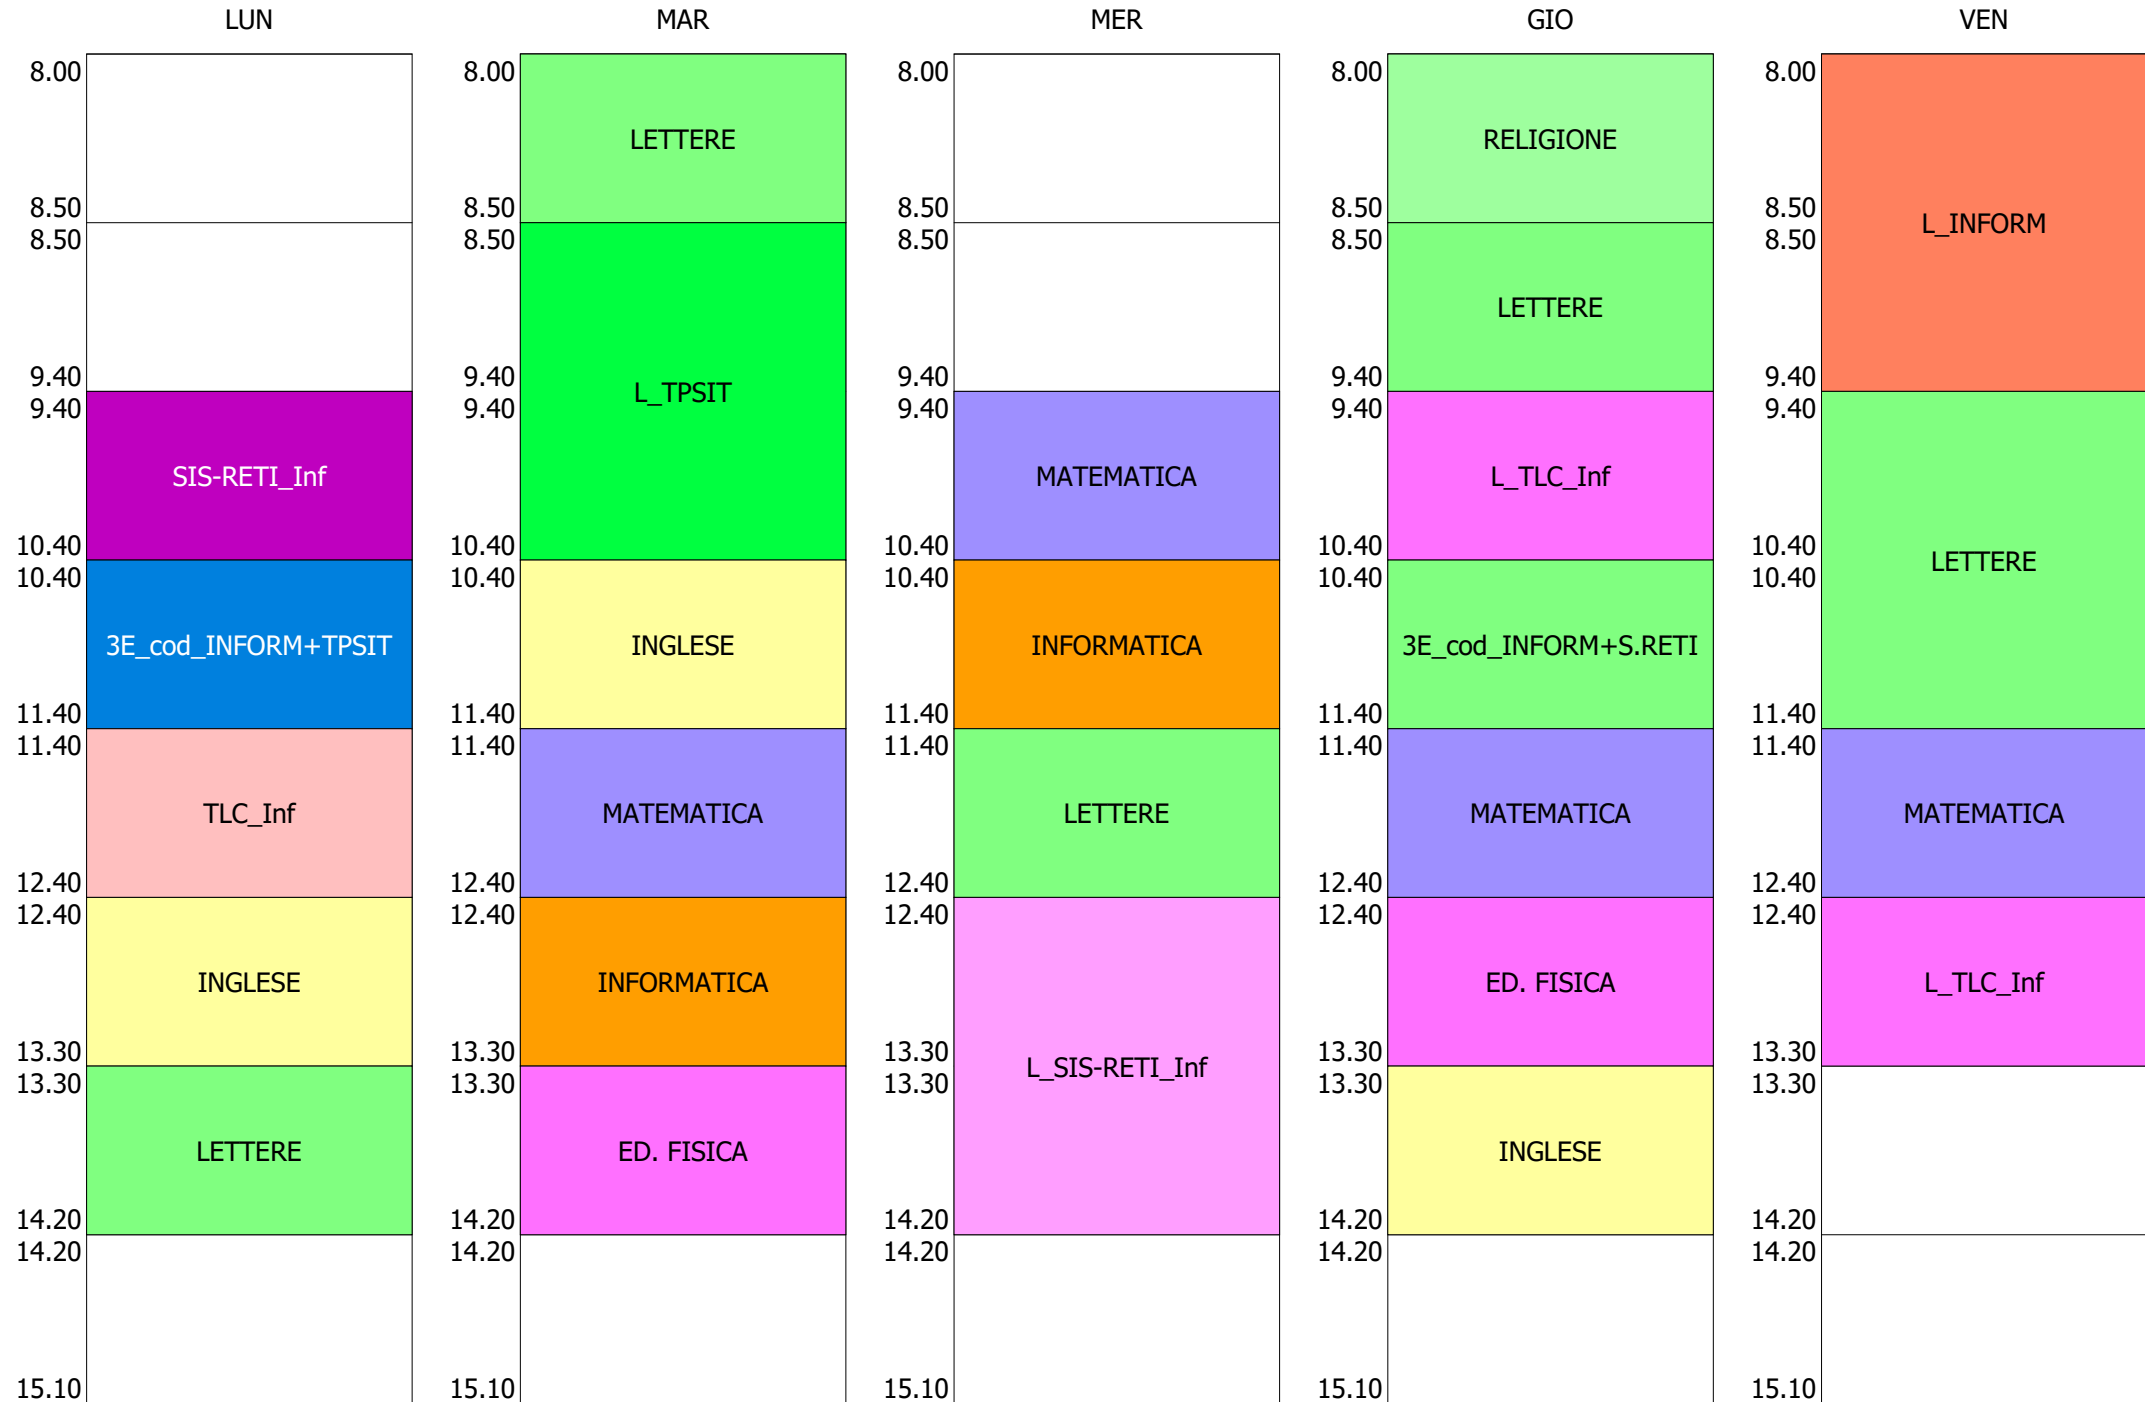 LUN MAR MER GIO VEN
8.00 8.00 8.00 8.00 8.00
LETTERE RELIGIONE
8.50 8.50 8.50 8.50 8.50
L_INFORM
8.50 8.50 8.50 8.50 8.50
LETTERE
9.40 9.40 9.40 9.40 9.40
L_TPSIT
9.40 9.40 9.40 9.40 9.40
SIS-RETI_Inf MATEMATICA L_TLC_Inf
10.40 10.40 10.40 10.40 10.40
LETTERE
10.40 10.40 10.40 10.40 10.40
3E_cod_INFORM+TPSIT INGLESE INFORMATICA 3E_cod_INFORM+S.RETI
11.40 11.40 11.40 11.40 11.40
11.40 11.40 11.40 11.40 11.40
TLC_Inf MATEMATICA LETTERE MATEMATICA MATEMATICA
12.40 12.40 12.40 12.40 12.40
12.40 12.40 12.40 12.40 12.40
INGLESE INFORMATICA ED. FISICA L_TLC_Inf
13.30 13.30 13.30 13.30 13.30
L_SIS-RETI_Inf
13.30 13.30 13.30 13.30 13.30
LETTERE ED. FISICA INGLESE
14.20 14.20 14.20 14.20 14.20
14.20 14.20 14.20 14.20 14.20
15.10 15.10 15.10 15.10 15.10